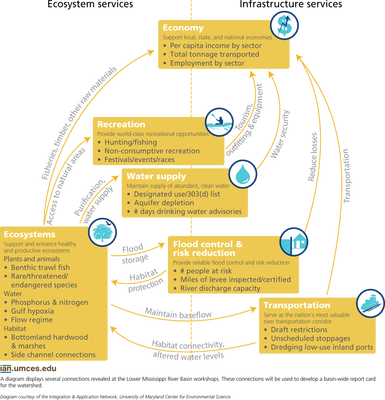 Ecosystem services
Infrastructure services
Economy
Support local, state, and national economies
• Per capita income by sector
• Total tonnage transported
• Employment by sector
Fisheries, timber, other raw materials
Recreation
Provide world-class recreational opportunities
• Hunting/fishing
• Non-consumptive recreation
• Festivals/events/races
Tourism,
outfitting & equipment
Water security
Reduce losses
Transportation
Access to natural areas
Purification,
water supply
Water supply
Maintain supply of abundant, clean water
• Designated use/303(d) list
• Aquifer depletion
• # days drinking water advisories
Ecosystems
Support and enhance healthy
and productive ecosystems
Plants and animals
• Benthic trawl fish
• Rare/threatened/
endangered species
Water
• Phosphorus & nitrogen
• Gulf hypoxia
• Flow regime
Habitat
• Bottomland hardwood
& marshes
• Side channel connections
Flood
storage
Habitat
protection
Flood control &
risk reduction
Provide reliable flood control and risk reduction
• # people at risk
• Miles of levee inspected/certified
• River discharge capacity
Maintain baseflow
Habitat connectivity,
altered water levels
Transportation
Serve as the nation's most valuable
river transportation corridor
• Draft restrictions
• Unscheduled stoppages
• Dredging low-use inland ports
ian.umces.edu
A diagram displays several connections revealed at the Lower Mississippi River Basin workshops. These connections will be used to develop a basin-wide report card
for the watershed.
Diagram courtesy of the Integration & Application Network, University of Maryland Center for Environmental Science.